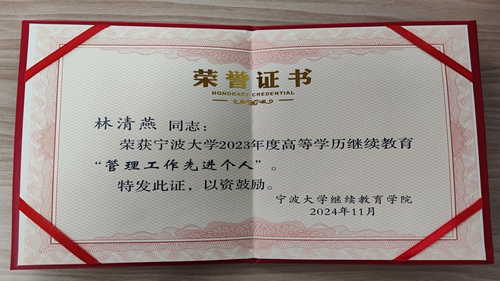 荣誉证书
HONORARY CREDENTIAL
林清燕 同志：
荣获宁波大学2023年度高等学历继续教育
“管理工作先进个人”。
特发此证，以资鼓励。
宁波大学继续教育学院
2024年11月